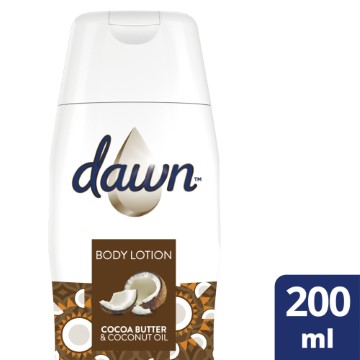 dawn™
BODY LOTION
COCOA BUTTER
& COCONUT OIL
200
ml